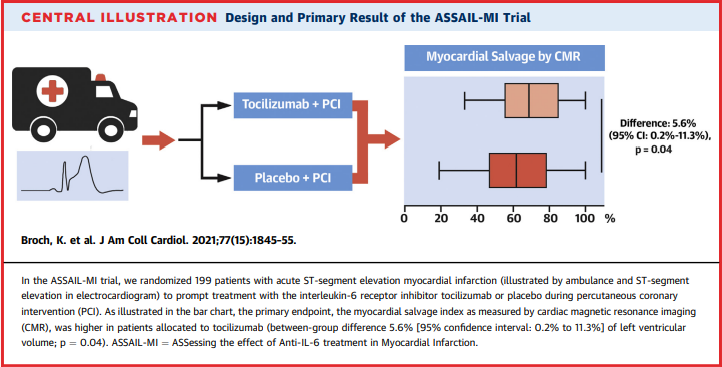 CENTRAL ILLUSTRATION Design and Primary Result of the ASSAIL-MI Trial
Myocardial Salvage by CMR
Tocilizumab + PCI
Placebo + PCI
Difference: 5.6%
(95% CI: 0.2%-11.3%),
p = 0.04
0 20 40 60 80 100 %
Broch, K. et al. J Am Coll Cardiol. 2021;77(15):1845–55.
In the ASSAIL-MI trial, we randomized 199 patients with acute ST-segment elevation myocardial infarction (illustrated by ambulance and ST-segment
elevation in electrocardiogram) to prompt treatment with the interleukin-6 receptor inhibitor tocilizumab or placebo during percutaneous coronary
intervention (PCI). As illustrated in the bar chart, the primary endpoint, the myocardial salvage index as measured by cardiac magnetic resonance imaging
(CMR), was higher in patients allocated to tocilizumab (between-group difference 5.6% [95% confidence interval: 0.2% to 11.3%] of left ventricular
volume; p = 0.04). ASSAIL-MI = ASSessing the effect of Anti-IL-6 treatment in Myocardial Infarction.